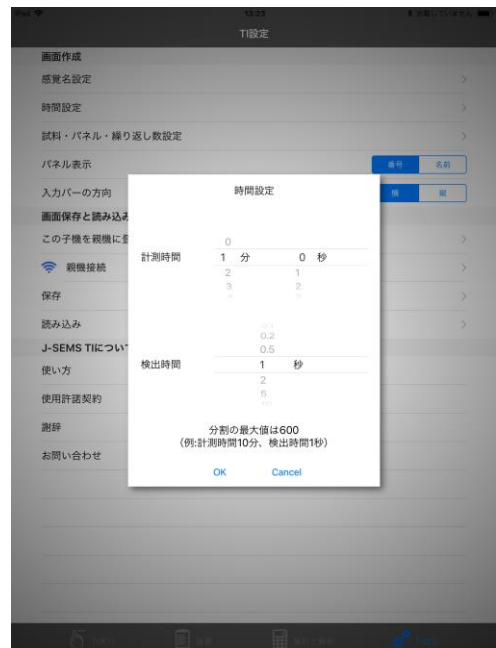 iPad
13:23
TI設定
画面作成
感覚名設定
時間設定
試料・パネル・繰り返し数設定
パネル表示
番号 名前
入力バーの方向
横 縦
画面保存と読み込み
この子機を親機に登
親機接続
保存
読み込み
J-SEMS TIについて
使い方
使用許諾契約
謝辞
お問い合わせ
時間設定
0
計測時間 1 分 0 秒
2 1
3 2
0.2
0.5
検出時間 1 秒
2
5
分割の最大値は600
(例:計測時間10分、検出時間1秒)
OK Cancel